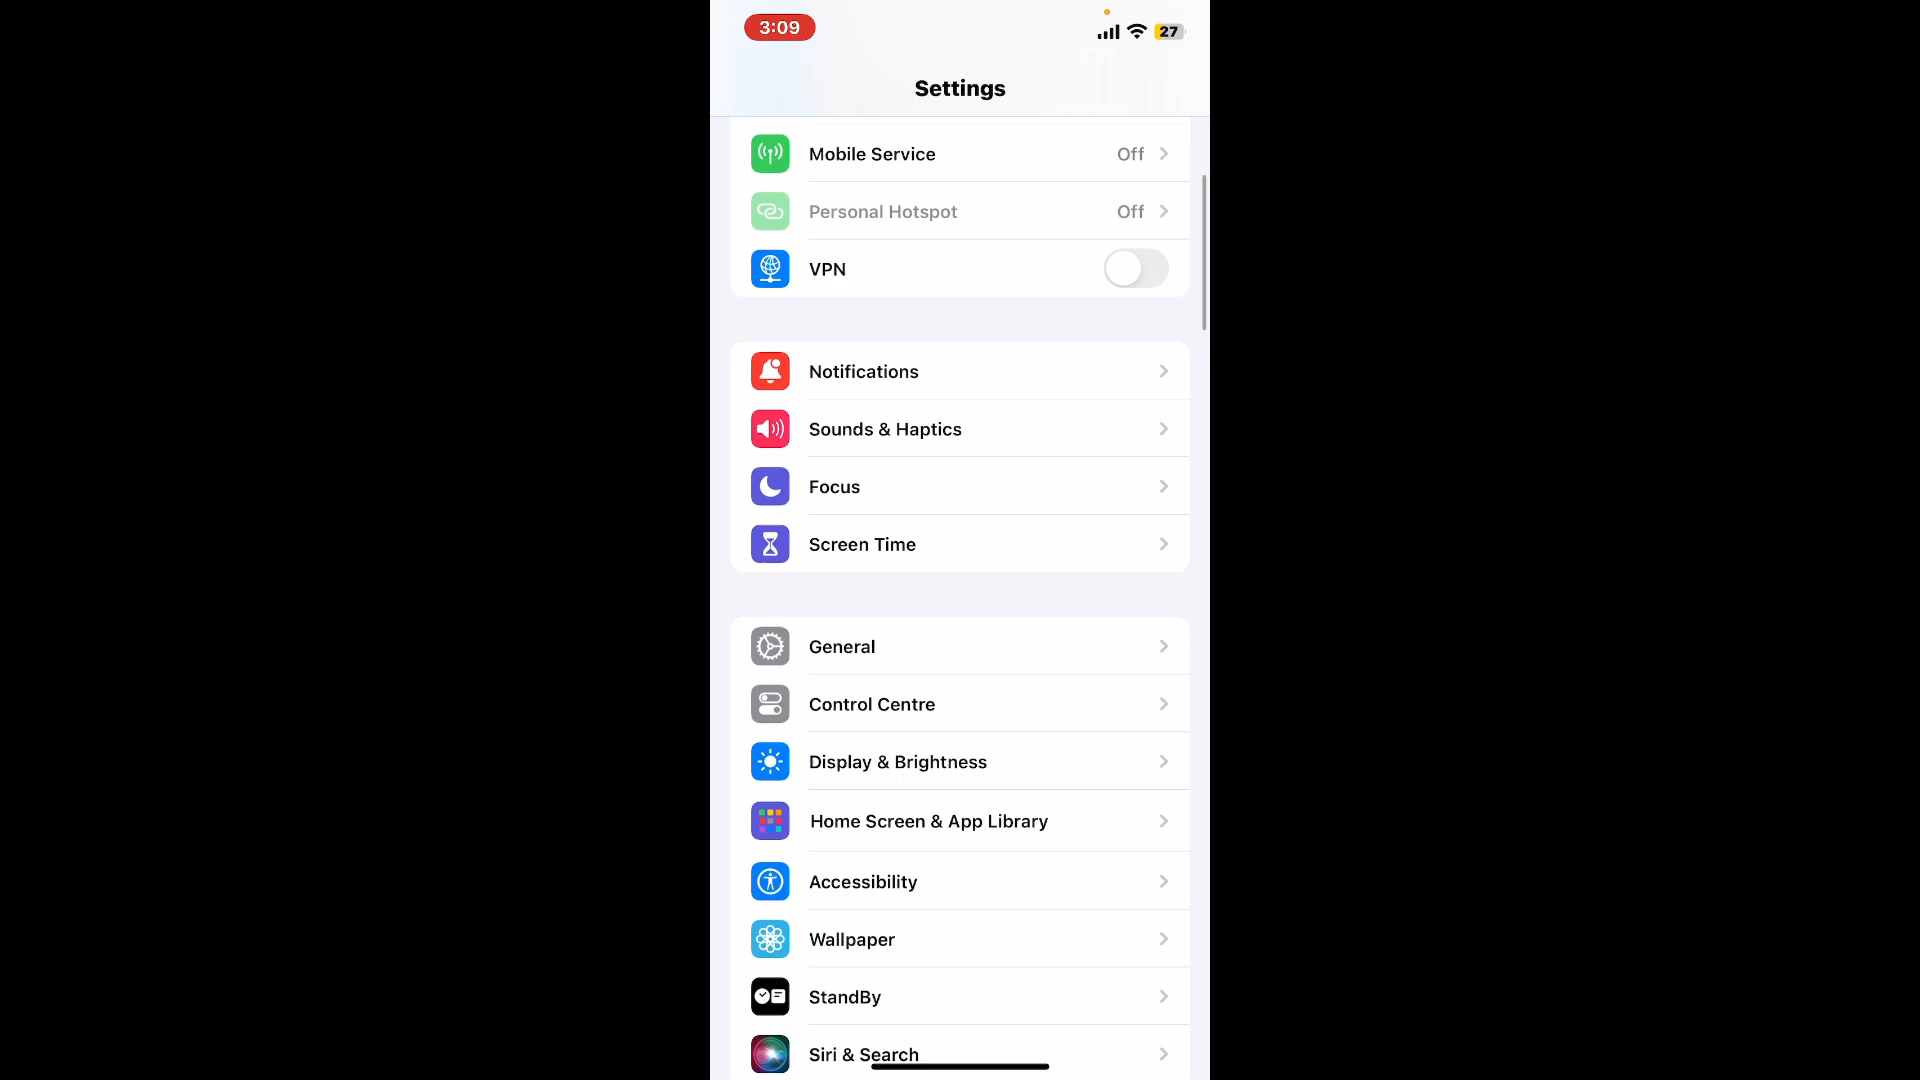 3:09
27
Settings
Mobile Service Off
Personal Hotspot Off
VPN
Notifications
Sounds & Haptics
Focus
Screen Time
General
Control Centre
Display & Brightness
Home Screen & App Library
Accessibility
Wallpaper
StandBy
Siri & Search